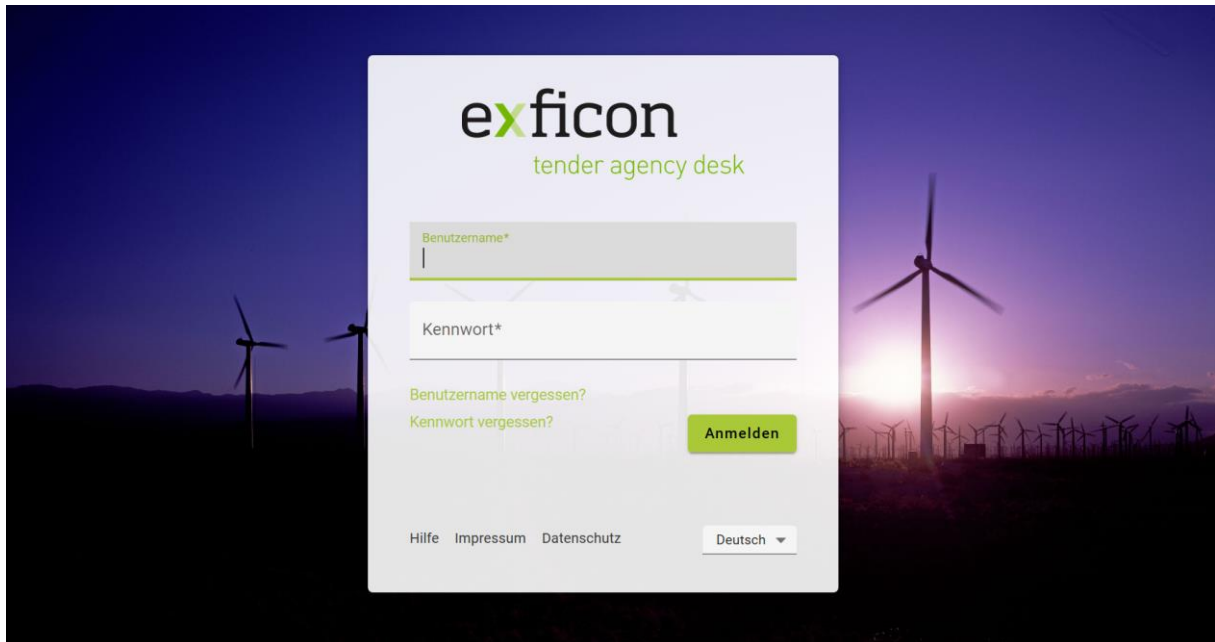 exficon
tender agency desk
Benutzername*
Kennwort*
Benutzername vergessen?
Kennwort vergessen?
Anmelden
Hilfe Impressum Datenschutz Deutsch